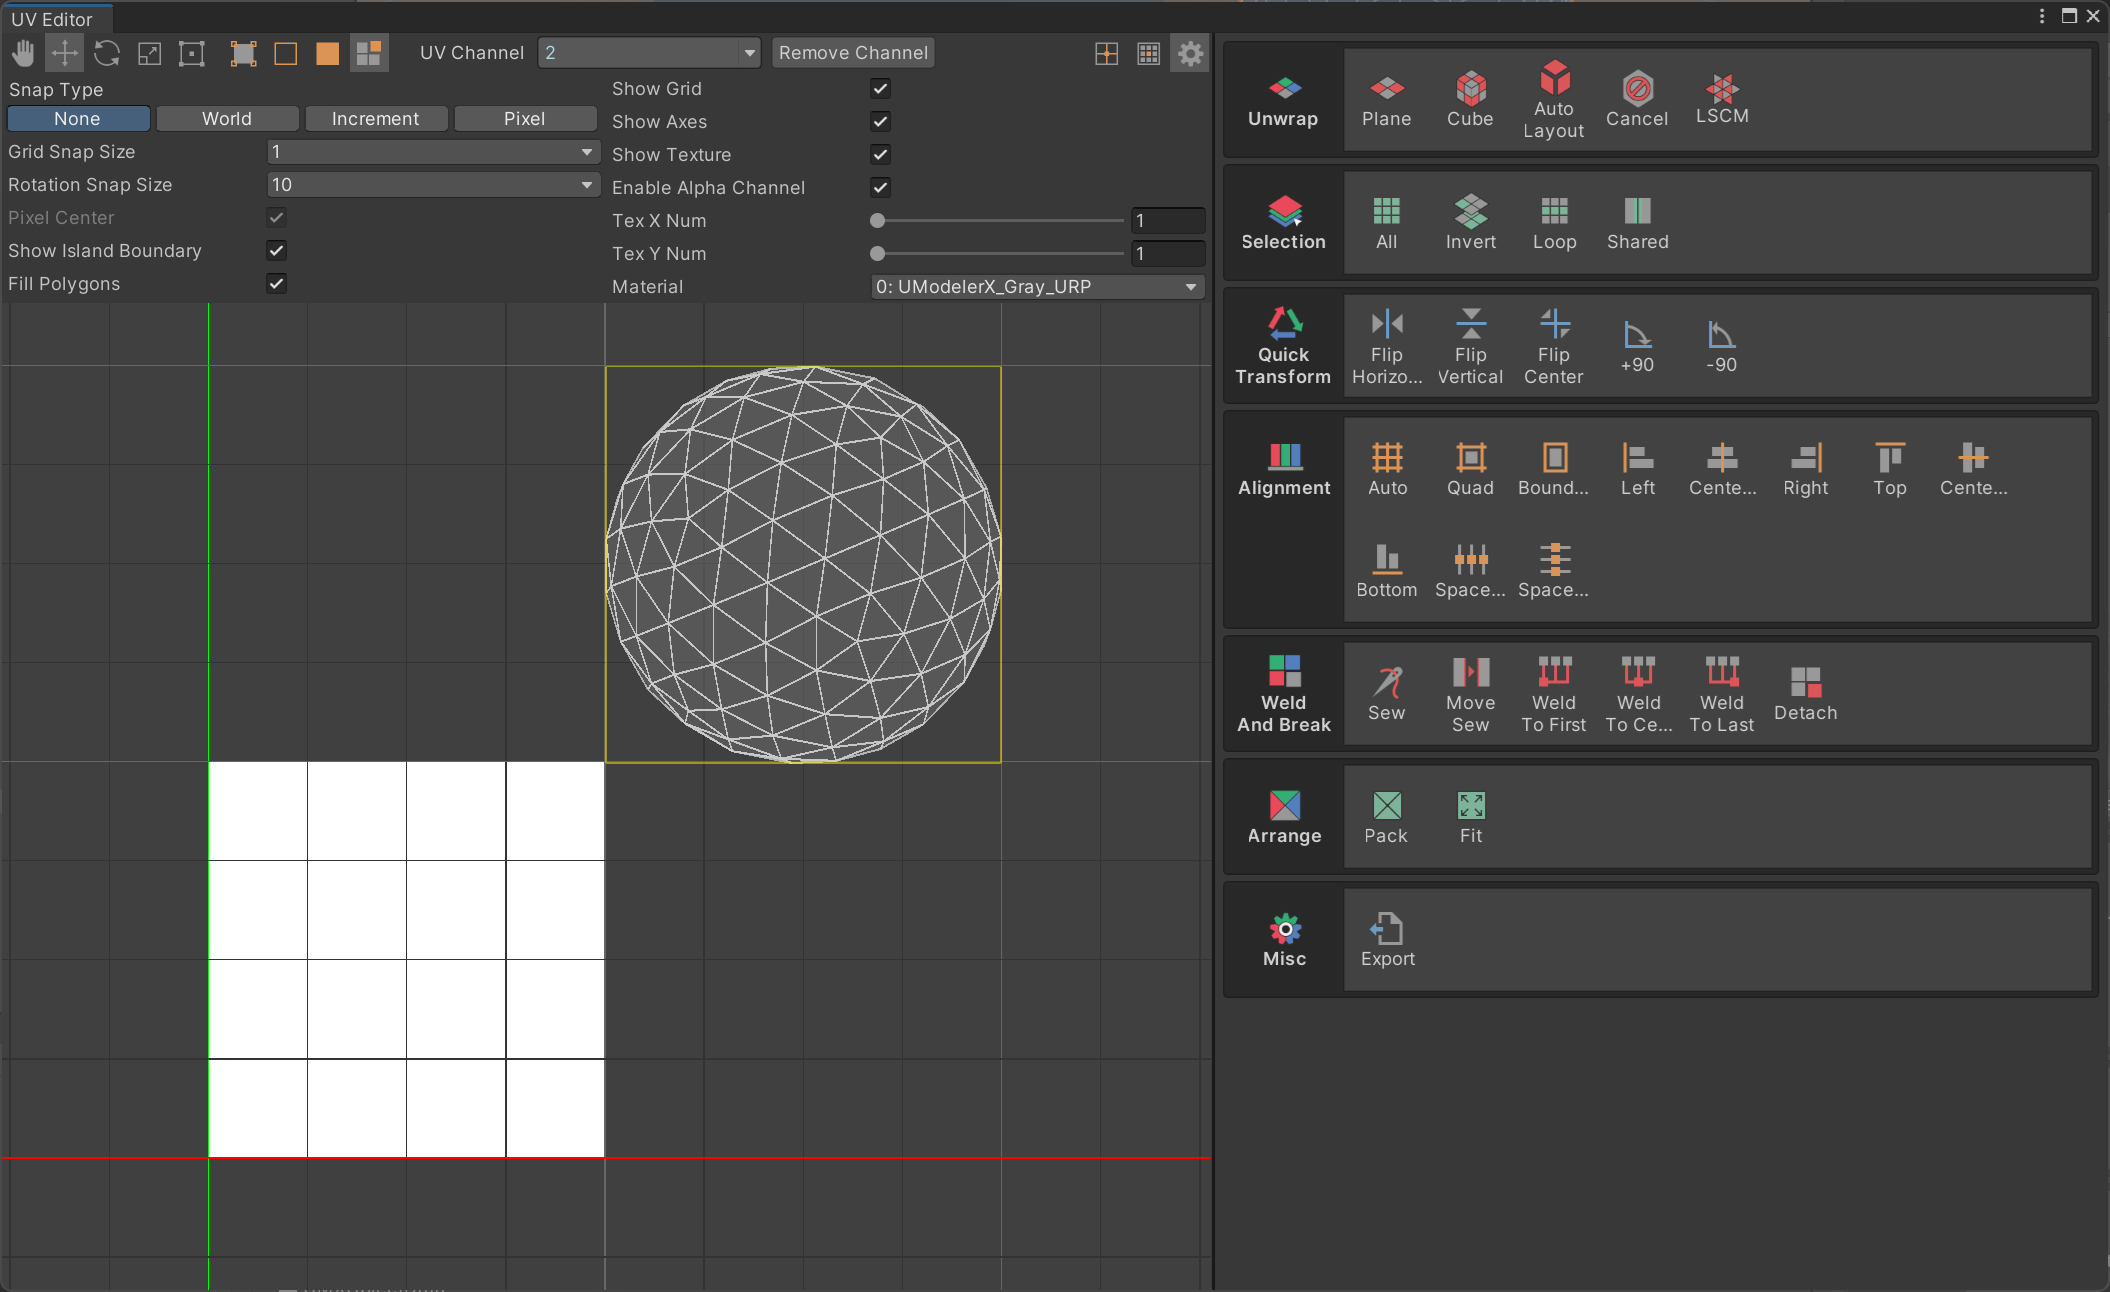 UV Editor
UV Channel
2
Remove Channel
Snap Type
None
World
Increment
Pixel
Grid Snap Size
1
Rotation Snap Size
10
Pixel Center
Show Island Boundary
Fill Polygons
Show Grid
Show Axes
Show Texture
Enable Alpha Channel
Tex X Num
1
Tex Y Num
1
Material
0: UModelerX_Gray_URP
Unwrap
Plane
Cube
Auto
Layout
Cancel
LSCM
Selection
All
Invert
Loop
Shared
Quick
Transform
Flip
Horizo...
Flip
Vertical
Flip
Center
+90
-90
Alignment
Auto
Quad
Bound...
Left
Cente...
Right
Top
Cente...
Bottom
Space...
Space...
Weld
And Break
Sew
Move
Sew
Weld
To First
Weld
To Ce...
Weld
To Last
Detach
Arrange
Pack
Fit
Misc
Export